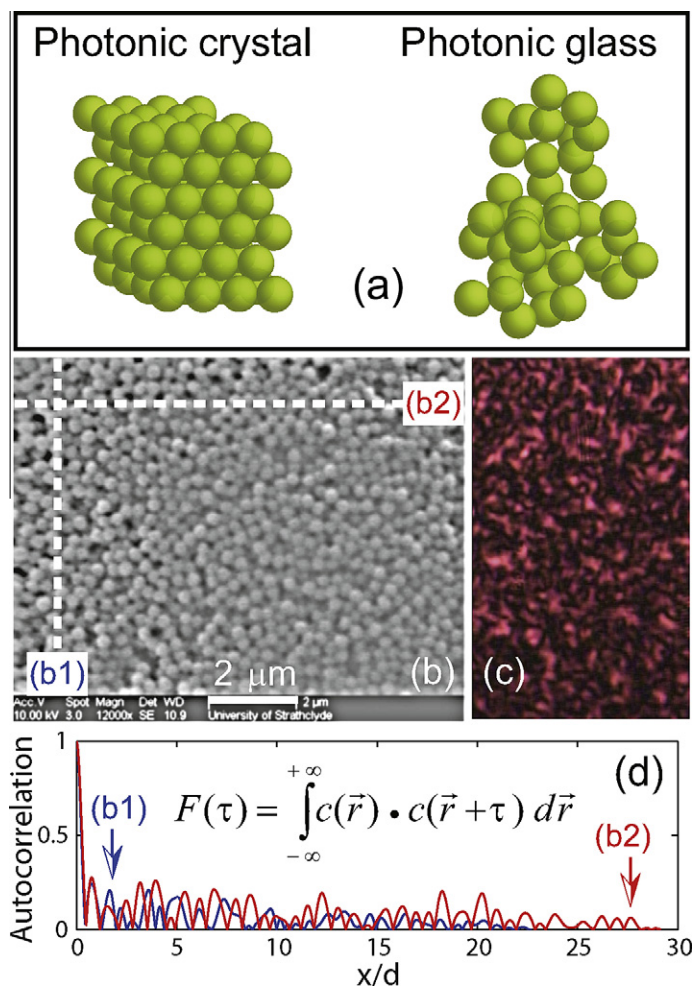 Photonic crystal
Photonic glass
(a)
(b2)
(b1)
2 μm
(b)
(c)
Acc.V Spot Magn Det WD 2 μm
10.00 kV 3.0 12000x SE 10.9 University of Strathclyde
(d)
(b1)
F(τ) = ∫_{-∞}^{+∞} c(r⃗) • c(r⃗ + τ) dr⃗
(b2)
Autocorrelation
1
0.5
0
0 5 10 15 20 25 30
x/d